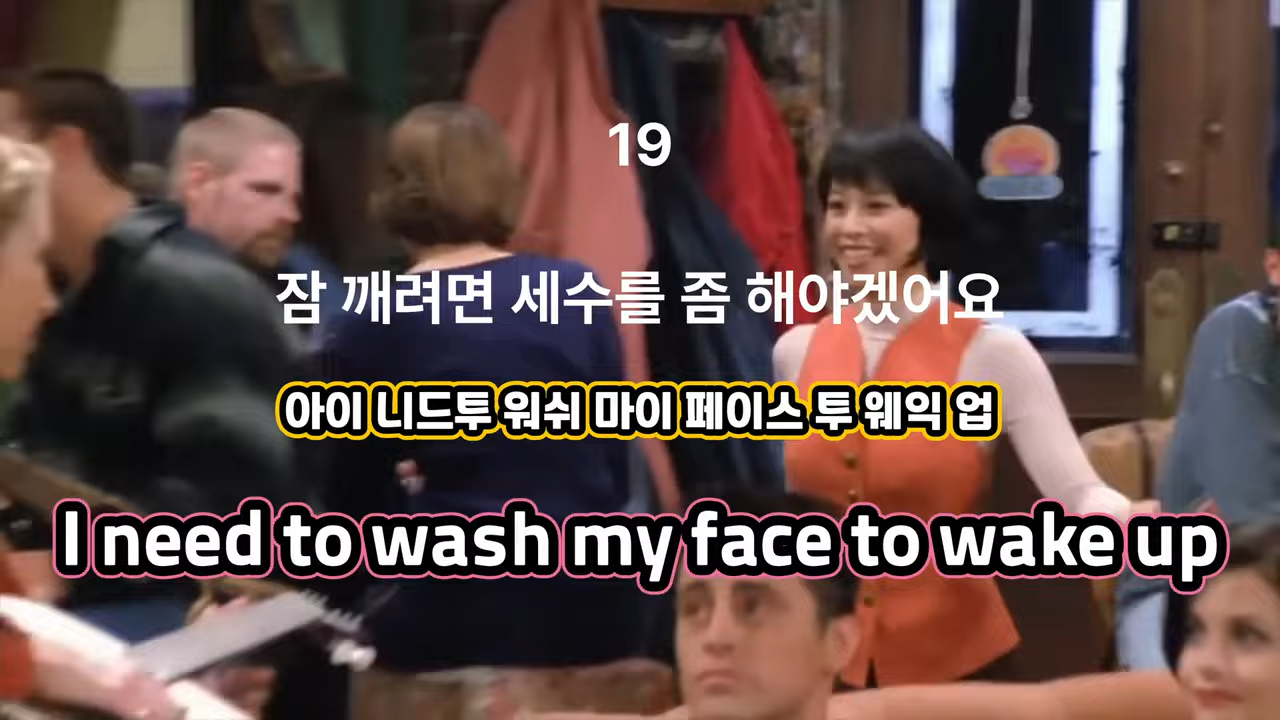 19
잠 깨려면 세수를 좀 해야겠어요
아이 니드투 워쉬 마이 페이스 투 웨익 업
I need to wash my face to wake up